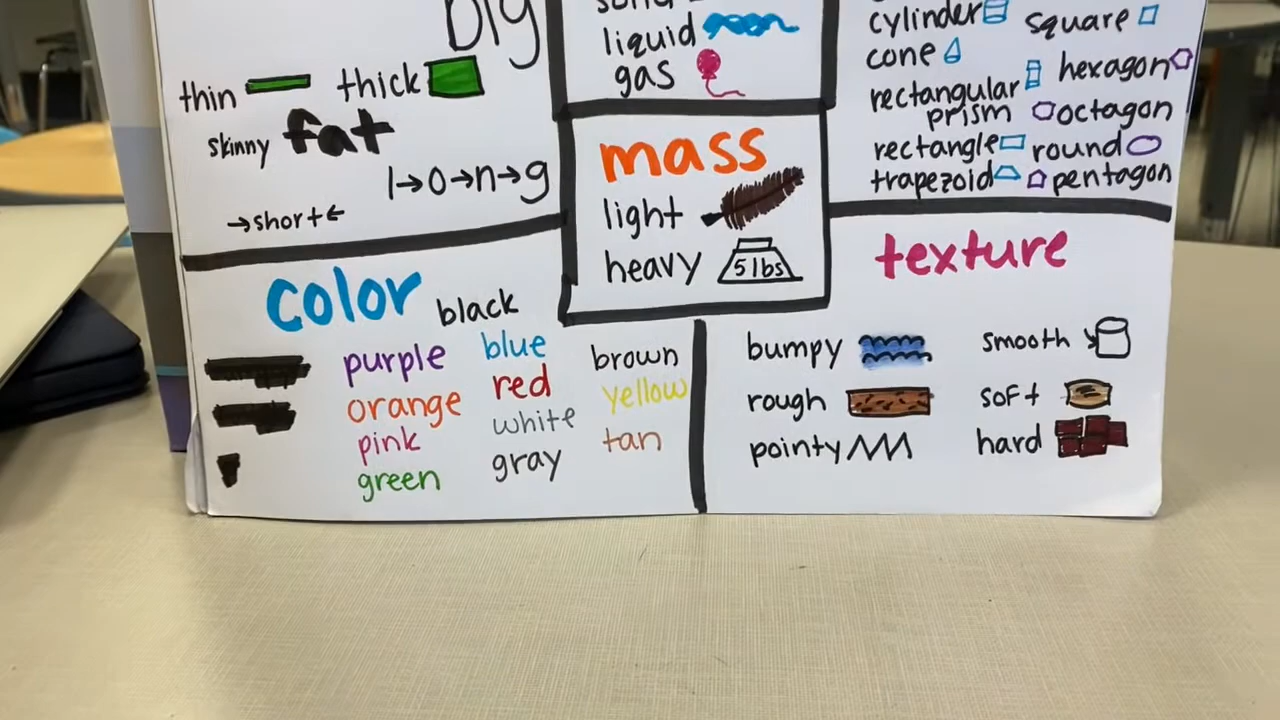 big
thin thick
skinny fat
l→o→n→g
→short←
liquid
gas
mass
light
heavy 5 lbs
cylinder square
cone hexagon
rectangular
prism octagon
rectangle round
trapezoid pentagon
color
black
purple blue brown
orange red yellow
pink white tan
green gray
texture
bumpy smooth
rough soft
pointy hard